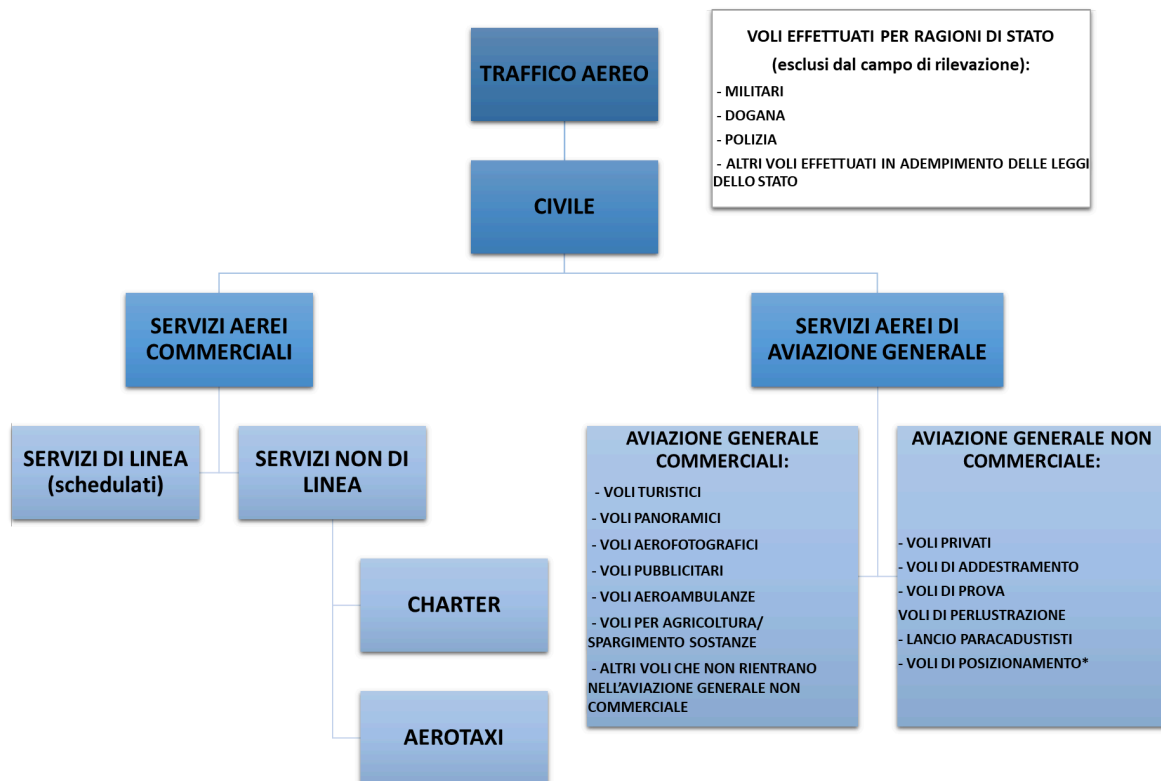 TRAFFICO AEREO
VOLI EFFETTUATI PER RAGIONI DI STATO
(esclusi dal campo di rilevazione):
- MILITARI
- DOGANA
- POLIZIA
- ALTRI VOLI EFFETTUATI IN ADEMPIMENTO DELLE LEGGI
DELLO STATO
CIVILE
SERVIZI AEREI
COMMERCIALI
SERVIZI AEREI DI
AVIAZIONE GENERALE
SERVIZI DI LINEA
(schedulati)
SERVIZI NON DI
LINEA
CHARTER
AEROTAXI
AVIAZIONE GENERALE
COMMERCIALI:
- VOLI TURISTICI
- VOLI PANORAMICI
- VOLI AEROFOTOGRAFICI
- VOLI PUBBLICITARI
- VOLI AEROAMBULANZE
- VOLI PER AGRICOLTURA/
SPARGIMENTO SOSTANZE
- ALTRI VOLI CHE NON RIENTRANO
NELL'AVIAZIONE GENERALE NON
COMMERCIALE
AVIAZIONE GENERALE NON
COMMERCIALE:
- VOLI PRIVATI
- VOLI DI ADDESTRAMENTO
- VOLI DI PROVA
VOLI DI PERLUSTRAZIONE
- LANCIO PARACADUSTISTI
- VOLI DI POSIZIONAMENTO*